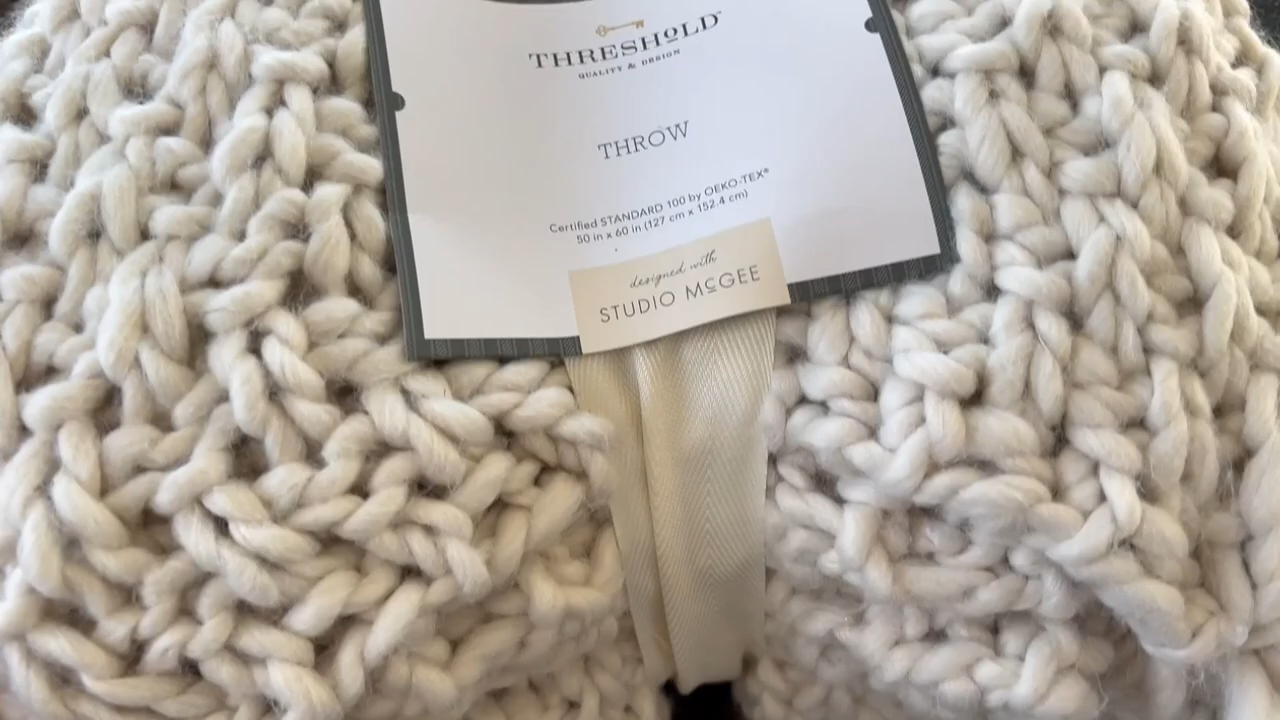 THRESHOLD™
QUALITY & DESIGN
THROW
Certified STANDARD 100 by OEKO-TEX®
50 in x 60 in (127 cm x 152.4 cm)
designed with
STUDIO McGEE